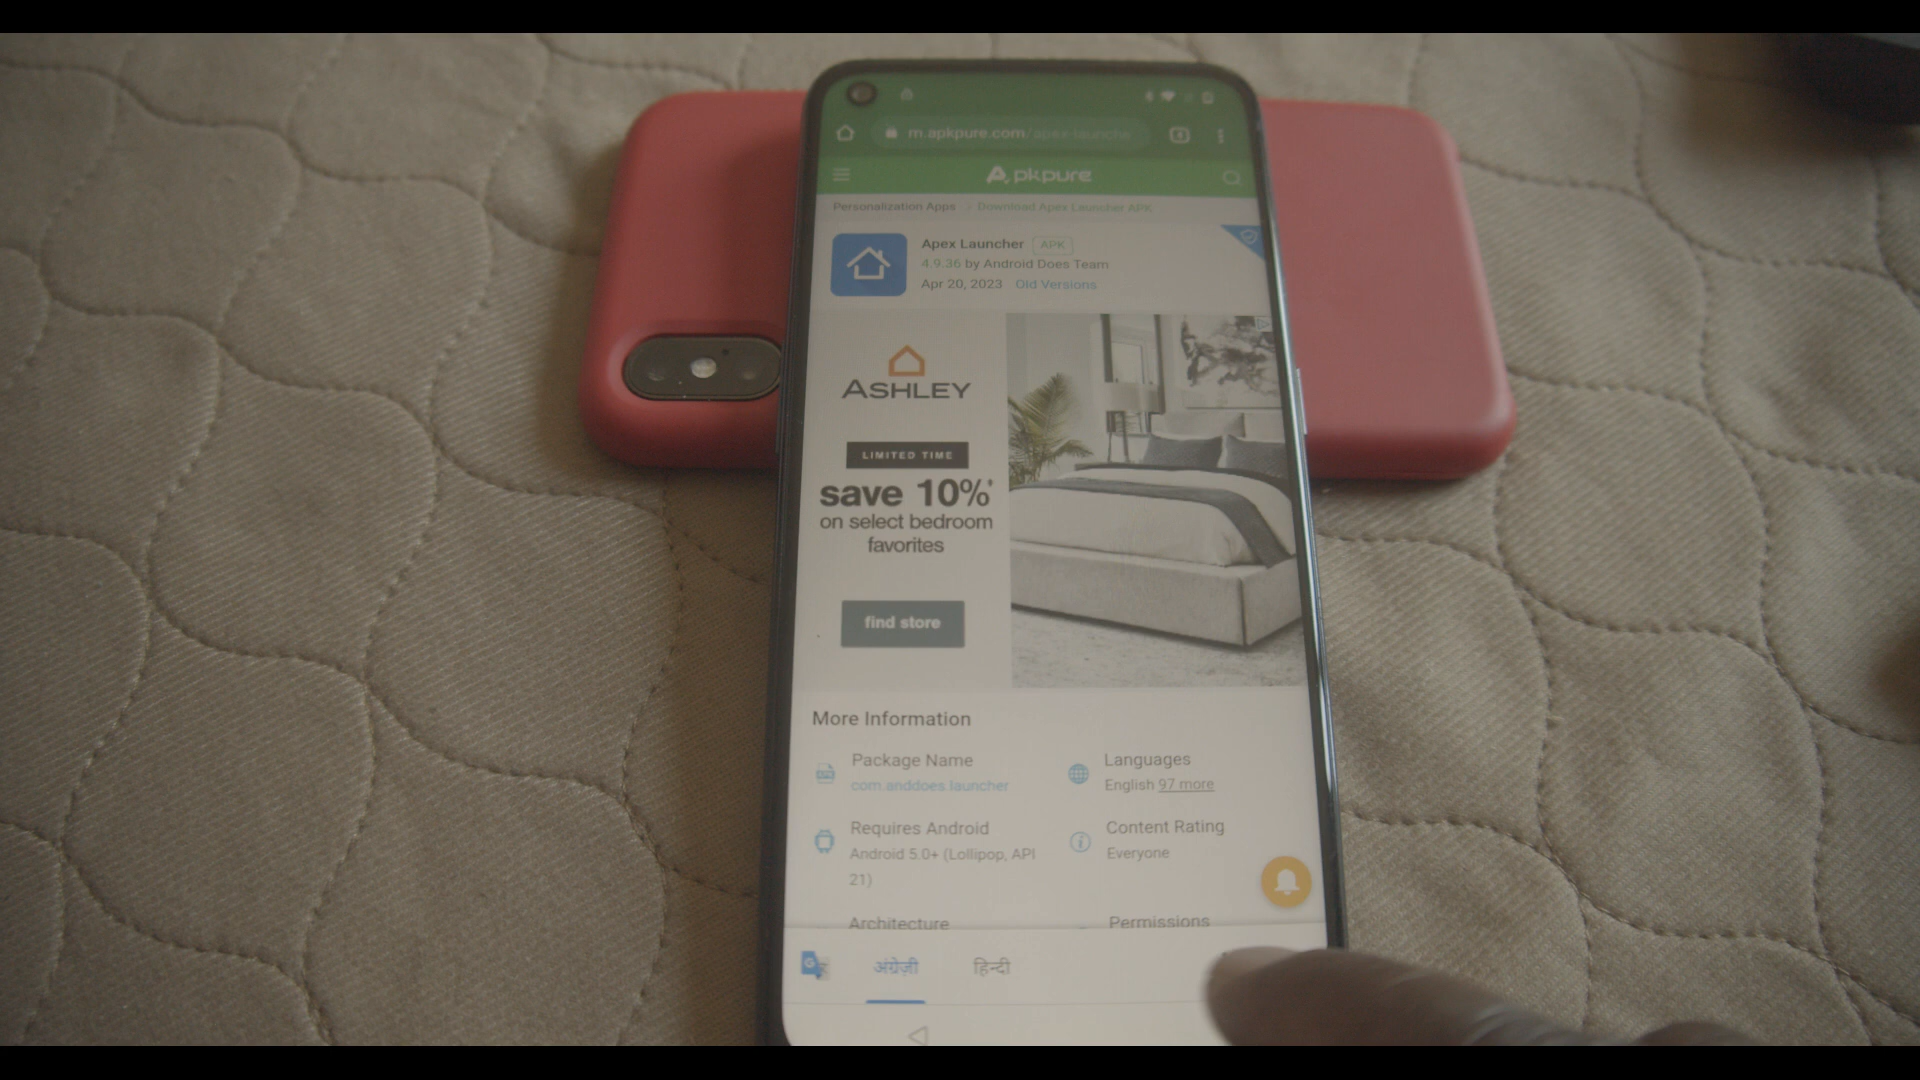 m.apkpure.com/apex-launche
Apkpure
Personalization Apps
Download Apex Launcher APK
Apex Launcher APK
4.9.36 by Android Does Team
Apr 20, 2023 Old Versions
ASHLEY
LIMITED TIME
save 10%*
on select bedroom
favorites
find store
More Information
Package Name
com.anddoes.launcher
Languages
English 97 more
Requires Android
Android 5.0+ (Lollipop, API
21)
Content Rating
Everyone
Architecture
Permissions
अंग्रेज़ी
हिन्दी